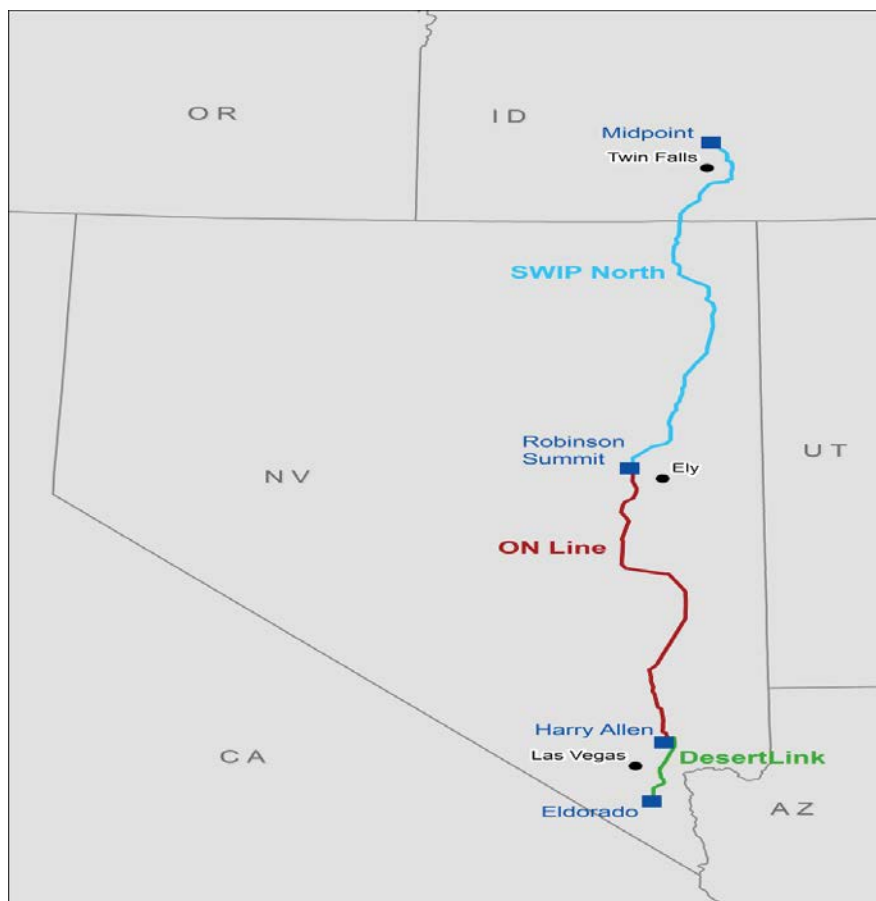 OR
ID
Midpoint
Twin Falls
SWIP North
Robinson
Summit
Ely
UT
NV
ON Line
Harry Allen
Las Vegas
DesertLink
CA
Eldorado
AZ